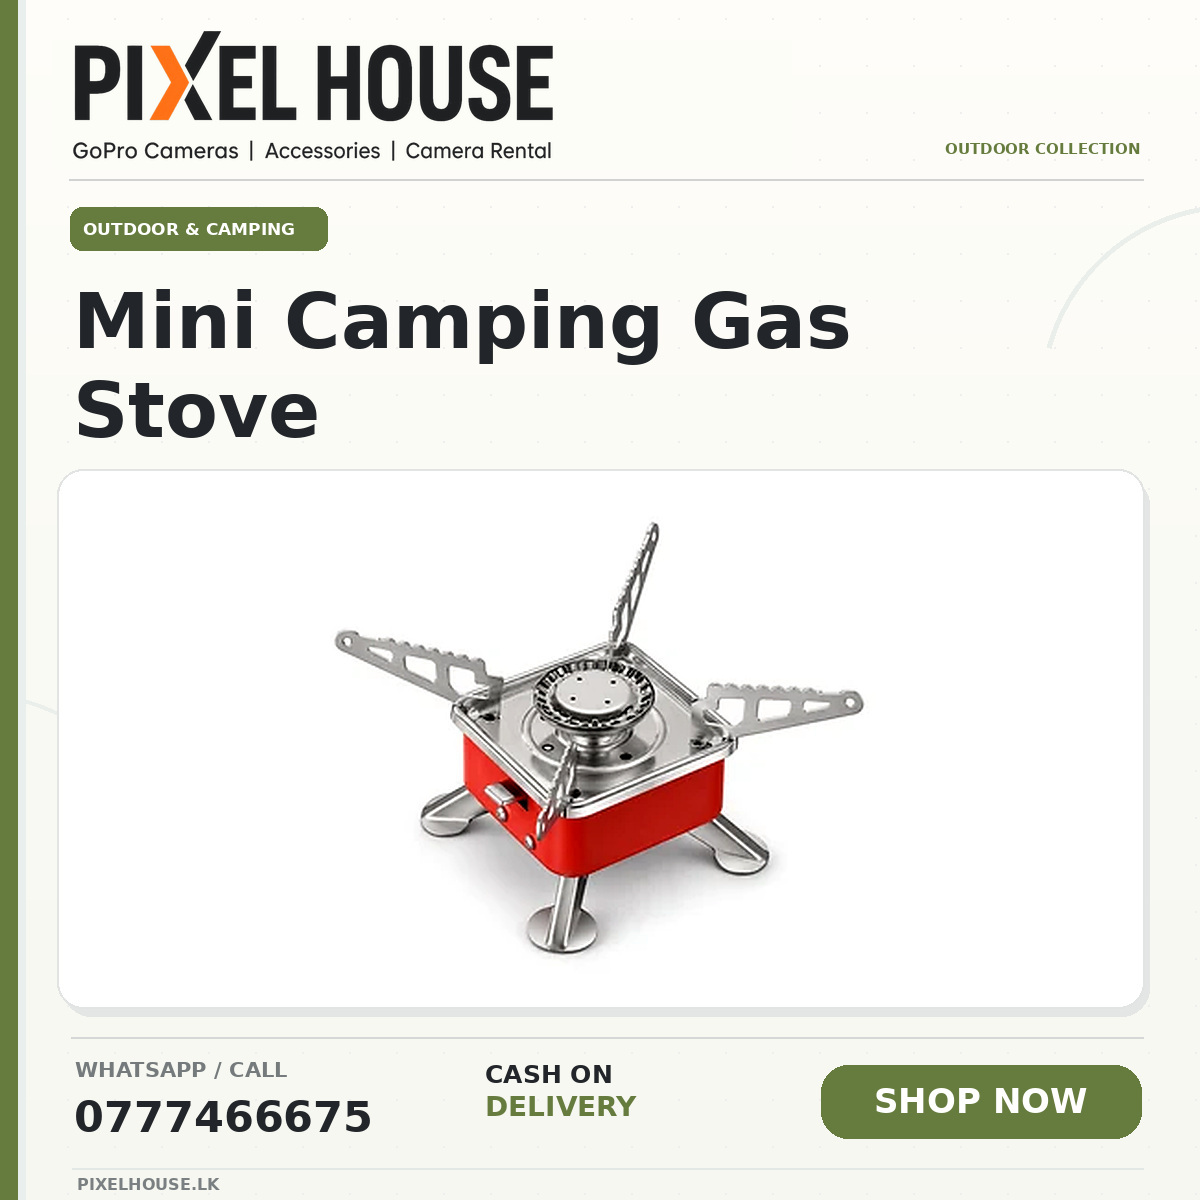 PIXEL HOUSE
GoPro Cameras | Accessories | Camera Rental
OUTDOOR COLLECTION
OUTDOOR & CAMPING
Mini Camping Gas
Stove
WHATSAPP / CALL
0777466675
CASH ON
DELIVERY
SHOP NOW
PIXELHOUSE.LK